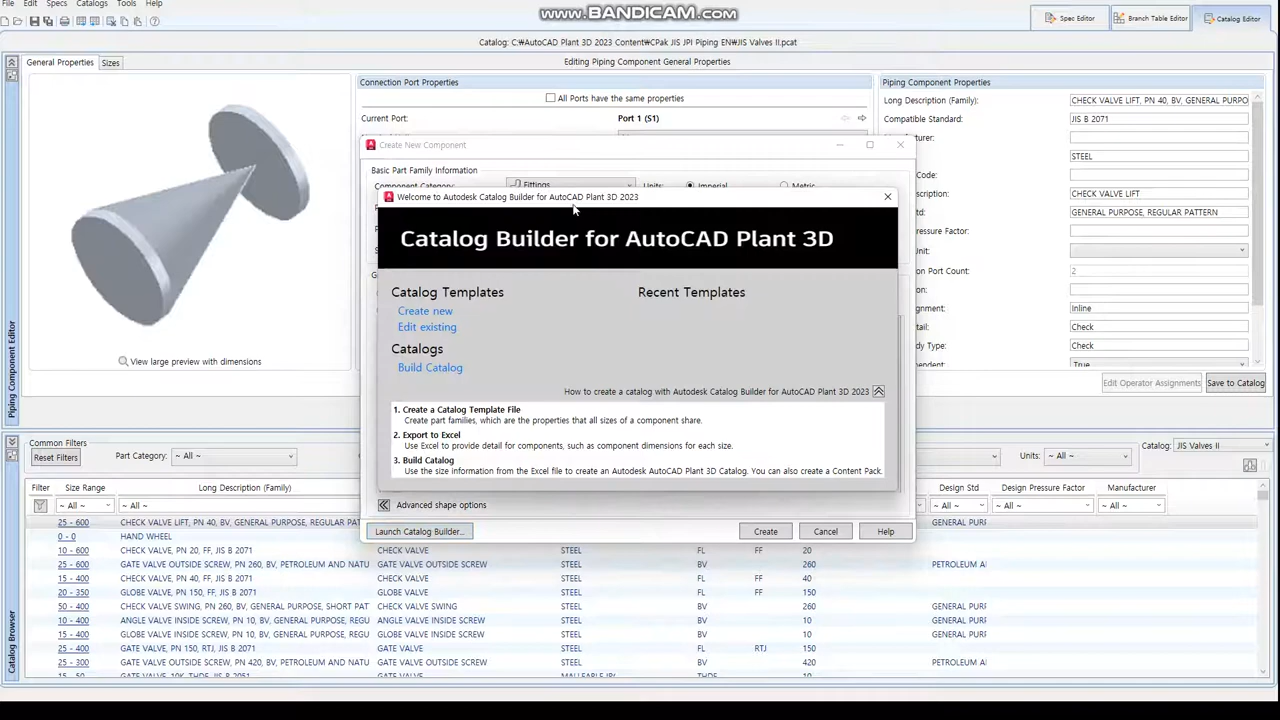 File Edit Specs Catalogs Tools Help
www.BANDICAM.com
Spec Editor
Branch Table Editor
Catalog Editor
Catalog: C:₩AutoCAD Plant 3D 2023 Content₩CPak JIS JPI Piping EN₩JIS Valves II.pcat
General Properties Sizes
Editing Piping Component General Properties
Piping Component Editor
View large preview with dimensions
Connection Port Properties
All Ports have the same properties
Current Port: Port 1 (S1)
Piping Component Properties
Long Description (Family): CHECK VALVE LIFT, PN 40, BV, GENERAL PURPO
Compatible Standard: JIS B 2071
STEEL
Code:
CHECK VALVE LIFT
GENERAL PURPOSE, REGULAR PATTERN
2
Inline
Check
Check
True
Edit Operator Assignments
Save to Catalog
Create New Component
Basic Part Family Information
Component Category: Fittings Units: Imperial Metric
Welcome to Autodesk Catalog Builder for AutoCAD Plant 3D 2023
Catalog Builder for AutoCAD Plant 3D
Catalog Templates
Create new
Edit existing
Recent Templates
Catalogs
Build Catalog
How to create a catalog with Autodesk Catalog Builder for AutoCAD Plant 3D 2023
1. Create a Catalog Template File
Create part families, which are the properties that all sizes of a component share.
2. Export to Excel
Use Excel to provide detail for components, such as component dimensions for each size.
3. Build Catalog
Use the size information from the Excel file to create an Autodesk AutoCAD Plant 3D Catalog. You can also create a Content Pack.
Advanced shape options
Launch Catalog Builder...
Create
Cancel
Help
Catalog Browser
Common Filters
Reset Filters
Part Category: ~ All ~
Units: ~ All ~
Catalog: JIS Valves II
Filter Size Range Long Description (Family) Design Std Design Pressure Factor Manufacturer
~ All ~ ~ All ~ ~ All ~ ~ All ~ ~ All ~
25 - 600 CHECK VALVE LIFT, PN 40, BV, GENERAL PURPOSE, REGULAR PAT GENERAL PURF
0 - 0 HAND WHEEL
10 - 600 CHECK VALVE, PN 20, FF, JIS B 2071 CHECK VALVE STEEL FL FF 20
25 - 600 GATE VALVE OUTSIDE SCREW, PN 260, BV, PETROLEUM AND NATU GATE VALVE OUTSIDE SCREW STEEL BV 260 PETROLEUM A
15 - 400 CHECK VALVE, PN 40, FF, JIS B 2071 CHECK VALVE STEEL FL FF 40
20 - 350 GLOBE VALVE, PN 150, FF, JIS B 2071 GLOBE VALVE STEEL FL FF 150
50 - 400 CHECK VALVE SWING, PN 260, BV, GENERAL PURPOSE, SHORT PAT CHECK VALVE SWING STEEL BV 260 GENERAL PURF
10 - 400 ANGLE VALVE INSIDE SCREW, PN 10, BV, GENERAL PURPOSE, REGU ANGLE VALVE INSIDE SCREW STEEL BV 10 GENERAL PURF
15 - 400 GLOBE VALVE INSIDE SCREW, PN 10, BV, GENERAL PURPOSE, REGU GLOBE VALVE INSIDE SCREW STEEL BV 10 GENERAL PURF
25 - 400 GATE VALVE, PN 150, RTJ, JIS B 2071 GATE VALVE STEEL FL RTJ 150
25 - 300 GATE VALVE OUTSIDE SCREW, PN 420, BV, PETROLEUM AND NATU GATE VALVE OUTSIDE SCREW STEEL BV 420 PETROLEUM A